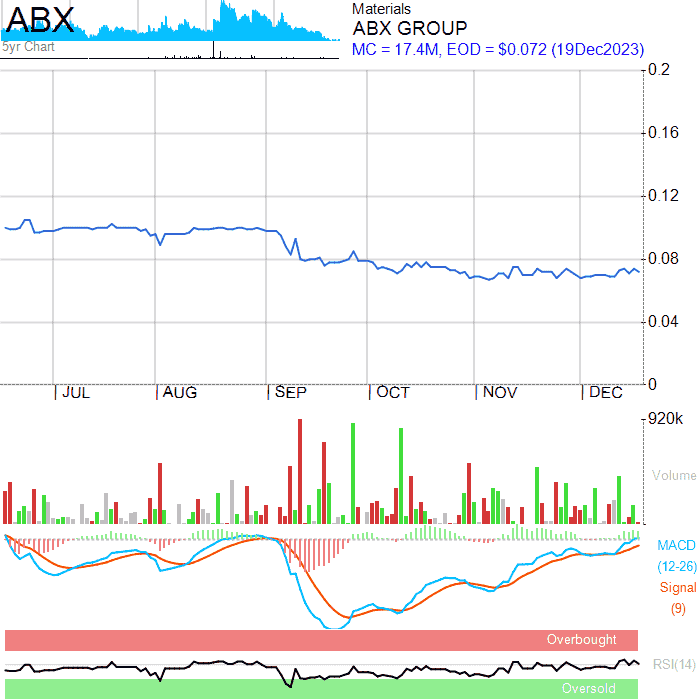 ABX
5yr Chart
Materials
ABX GROUP
MC = 17.4M, EOD = $0.072 (19Dec2023)
0.2
0.16
0.12
0.08
0.04
0
JUL AUG SEP OCT NOV DEC
920k
Volume
MACD
(12-26)
Signal
(9)
Overbought
RSI(14)
Oversold